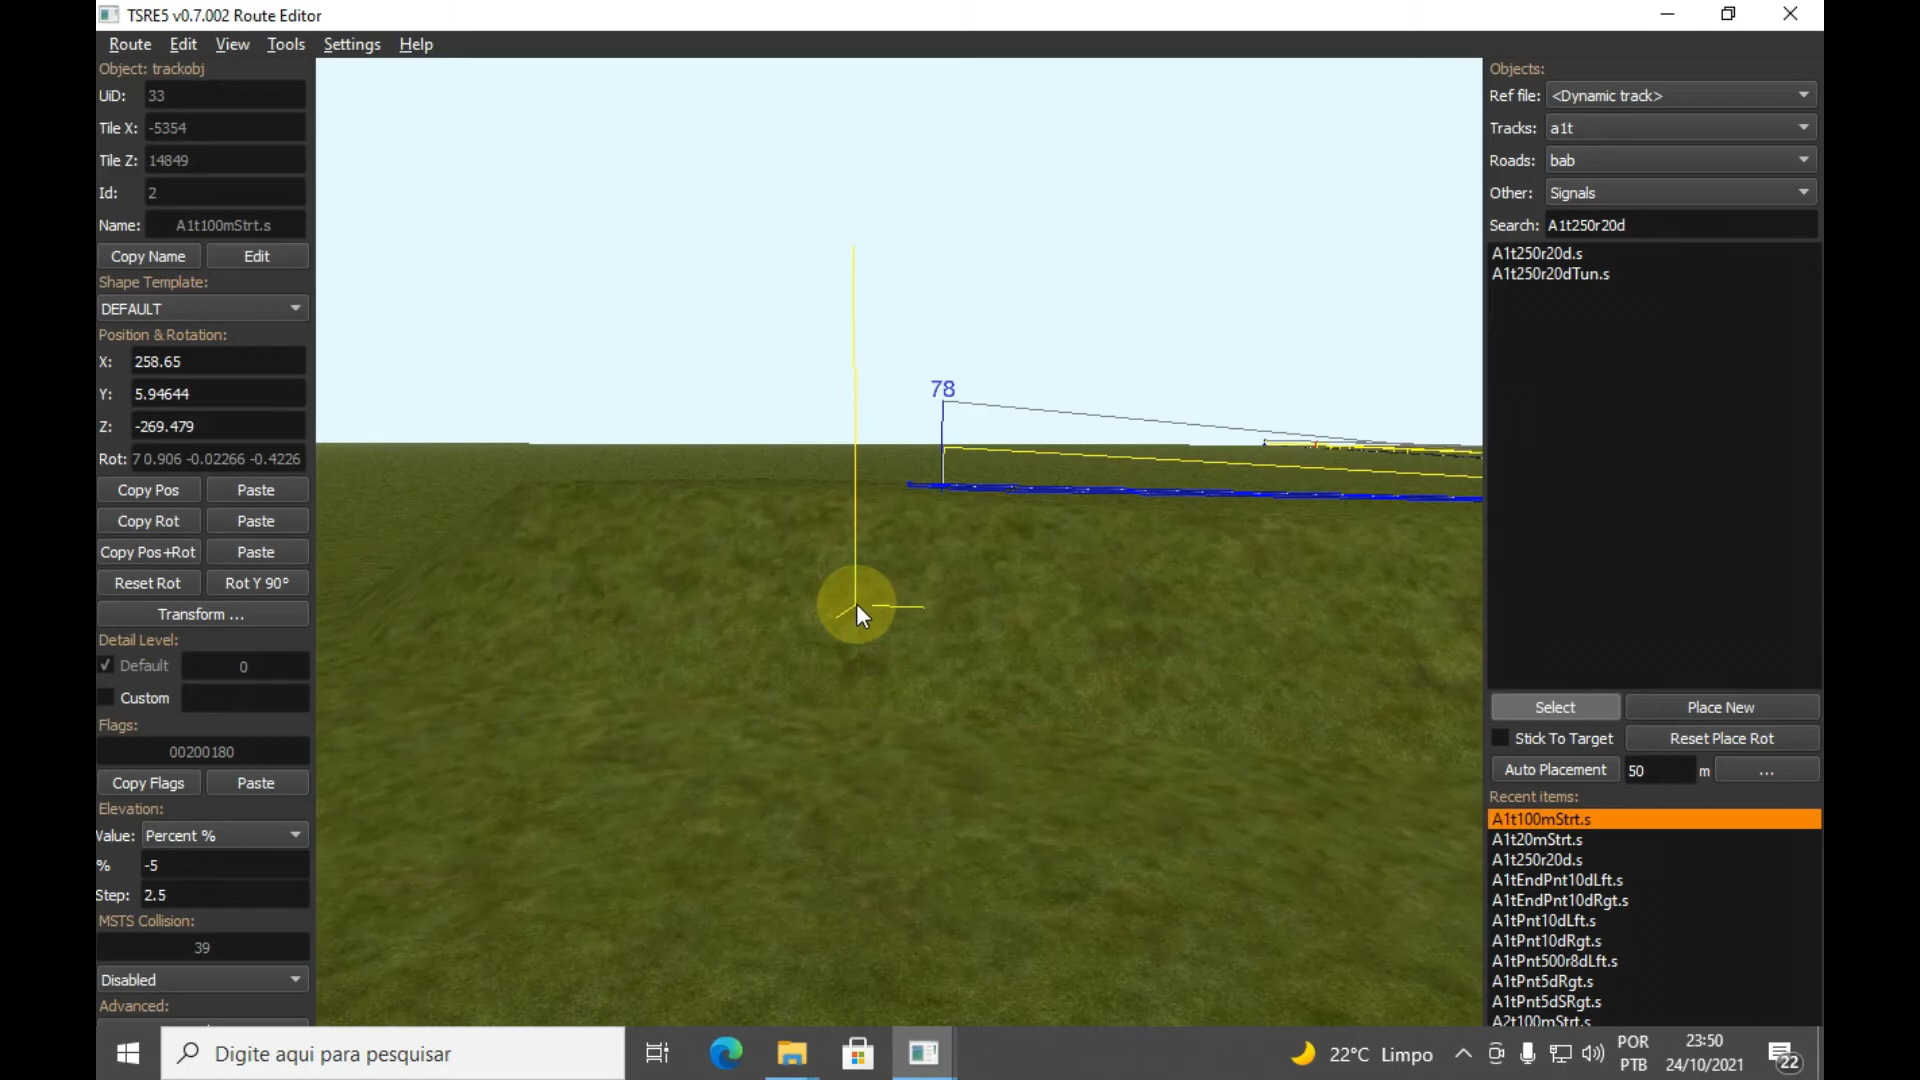 TSRE5 v0.7.002 Route Editor
Route Edit View Tools Settings Help
Object: trackobj
UiD: 33
Tile X: -5354
Tile Z: 14849
Id: 2
Name: A1t100mStrt.s
Copy Name Edit
Shape Template:
DEFAULT
Position & Rotation:
X: 258.65
Y: 5.94644
Z: -269.479
Rot: 7 0.906 -0.02266 -0.4226
Copy Pos Paste
Copy Rot Paste
Copy Pos+Rot Paste
Reset Rot Rot Y 90°
Transform ...
Detail Level:
Default 0
Custom
Flags:
00200180
Copy Flags Paste
Elevation:
Value: Percent %
% -5
Step: 2.5
MSTS Collision:
39
Disabled
Advanced:
78
Objects:
Ref file: <Dynamic track>
Tracks: a1t
Roads: bab
Other: Signals
Search: A1t250r20d
A1t250r20d.s
A1t250r20dTun.s
Select Place New
Stick To Target Reset Place Rot
Auto Placement 50 m ...
Recent items:
A1t100mStrt.s
A1t20mStrt.s
A1t250r20d.s
A1tEndPnt10dLft.s
A1tEndPnt10dRgt.s
A1tPnt10dLft.s
A1tPnt10dRgt.s
A1tPnt500r8dLft.s
A1tPnt5dRgt.s
A1tPnt5dSRgt.s
A2t100mStrt.s
Digite aqui para pesquisar
22°C Limpo
POR
PTB
23:50
24/10/2021
22